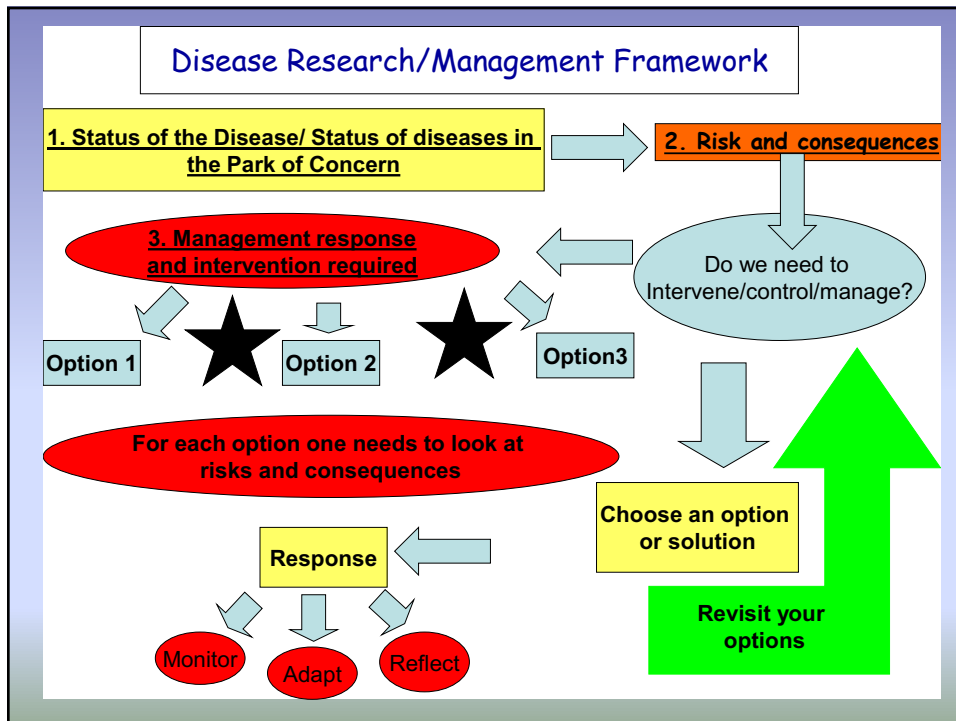 Disease Research/Management Framework
1. Status of the Disease/ Status of diseases in
the Park of Concern
2. Risk and consequences
3. Management response
and intervention required
Do we need to
Intervene/control/manage?
Option 1
Option 2
Option3
For each option one needs to look at
risks and consequences
Choose an option
or solution
Response
Revisit your
options
Monitor
Adapt
Reflect